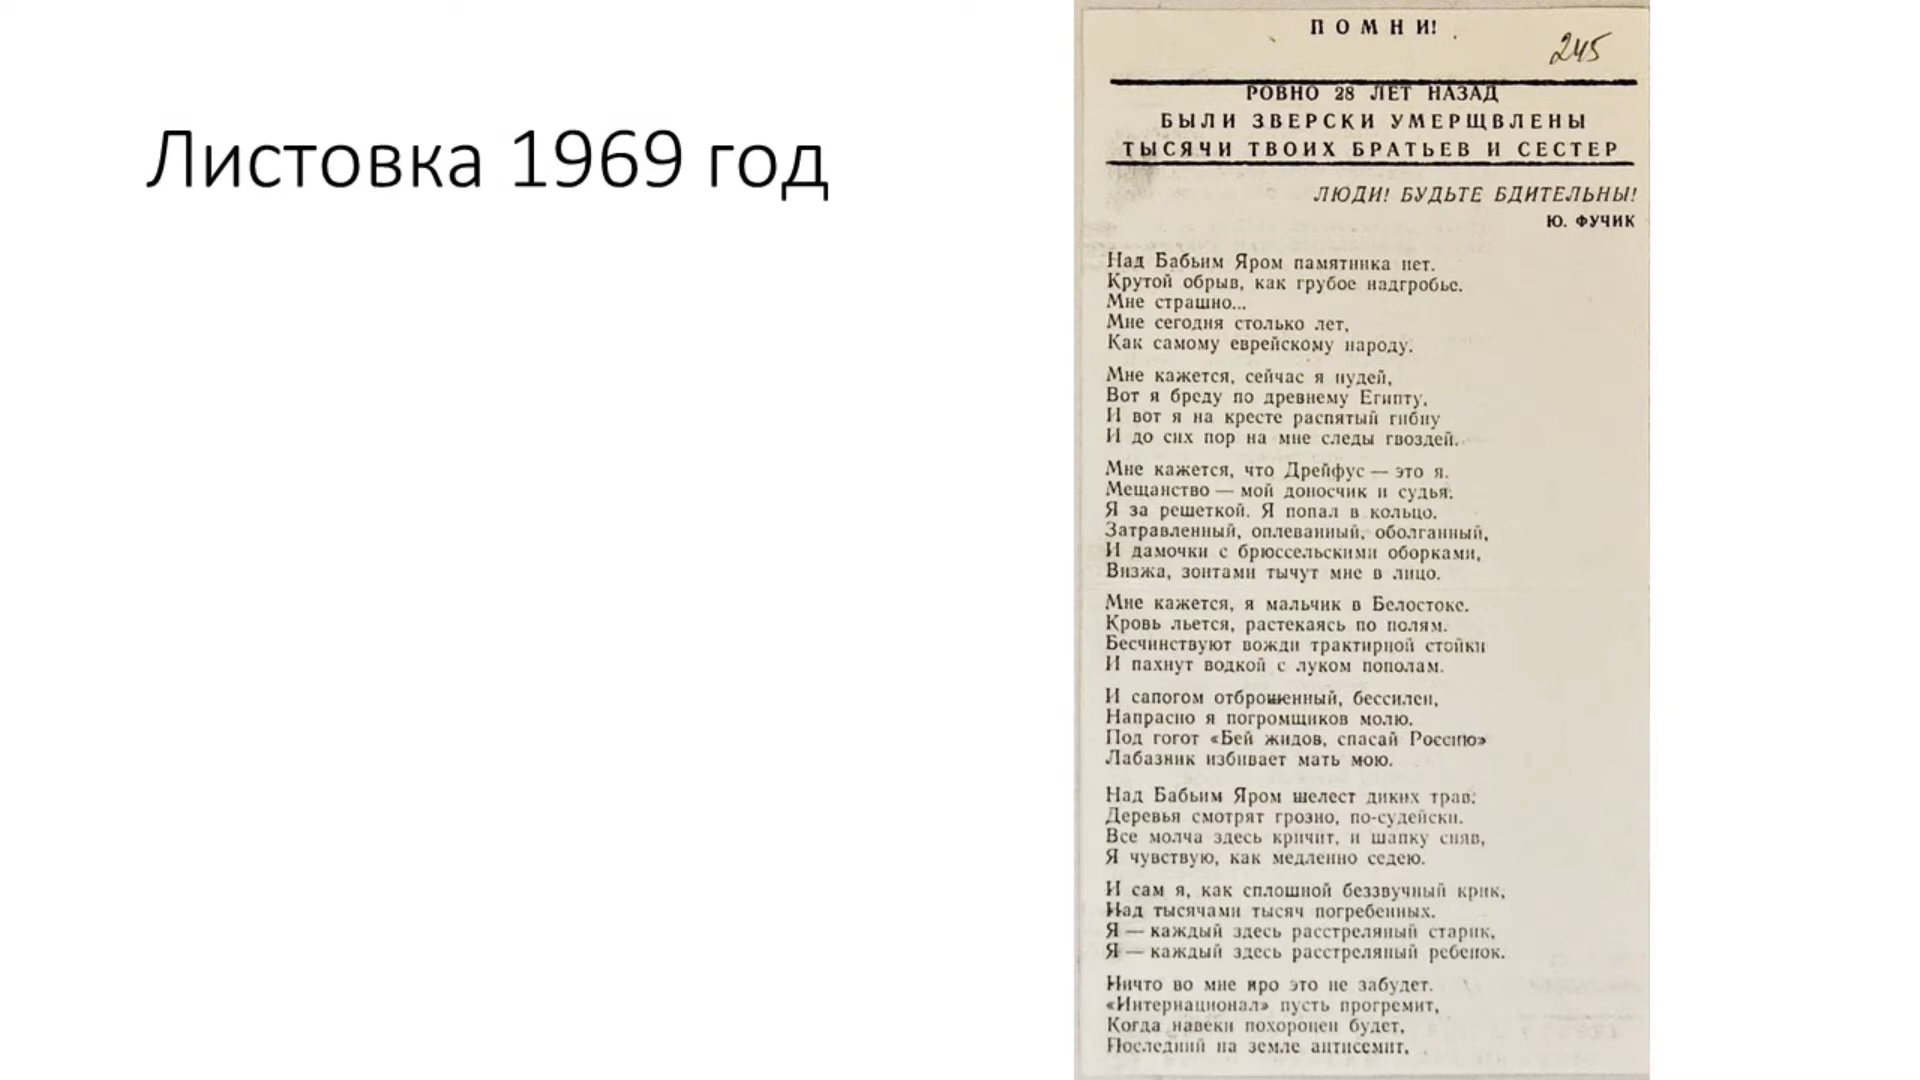 Листовка 1969 год
ПОМНИ!
245
РОВНО 28 ЛЕТ НАЗАД
БЫЛИ ЗВЕРСКИ УМЕРЩВЛЕНЫ
ТЫСЯЧИ ТВОИХ БРАТЬЕВ И СЕСТЕР
ЛЮДИ! БУДЬТЕ БДИТЕЛЬНЫ!
Ю. ФУЧИК
Над Бабьим Яром памятника нет.
Крутой обрыв, как грубое надгробье.
Мне страшно...
Мне сегодня столько лет,
Как самому еврейскому народу.
Мне кажется, сейчас я иудей,
Вот я бреду по древнему Египту,
И вот я на кресте распятый гибну
И до сих пор на мне следы гвоздей.
Мне кажется, что Дрейфус — это я.
Мещанство — мой доносчик и судья.
Я за решеткой. Я попал в кольцо.
Затравленный, оплеванный, оболганный,
И дамочки с брюссельскими оборками,
Визжа, зонтами тычут мне в лицо.
Мне кажется, я мальчик в Белостоке.
Кровь льется, растекаясь по полям.
Бесчинствуют вожди трактирной стойки
И пахнут водкой с луком пополам.
И сапогом отброшенный, бессилен,
Напрасно я погромщиков молю.
Под гогот «Бей жидов, спасай Россию»
Лабазник избивает мать мою.
Над Бабьим Яром шелест диких трав.
Деревья смотрят грозно, по-судейски.
Все молча здесь кричит, и шапку сняв,
Я чувствую, как медленно седею.
И сам я, как сплошной беззвучный крик,
Над тысячами тысяч погребенных.
Я — каждый здесь расстреляный старик,
Я — каждый здесь расстреляный ребенок.
Ничто во мне про это не забудет.
«Интернационал» пусть прогремит,
Когда навеки похоронен будет,
Последний на земле антисемит,